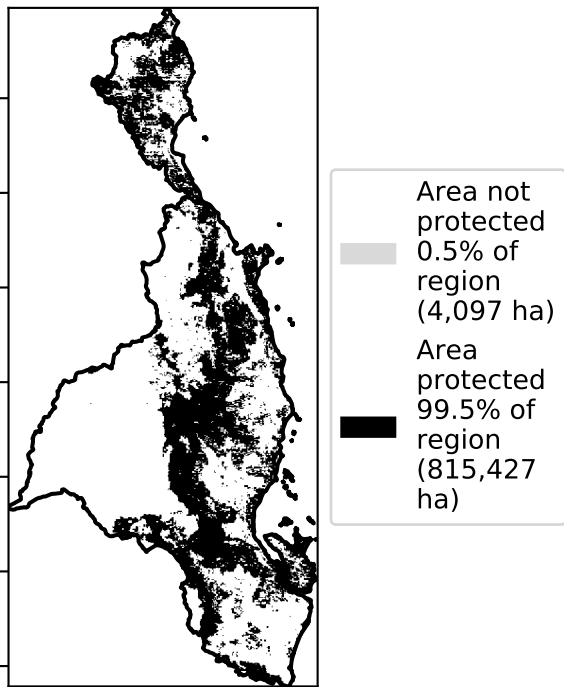 Area not
protected
0.5% of
region
(4,097 ha)
Area
protected
99.5% of
region
(815,427
ha)